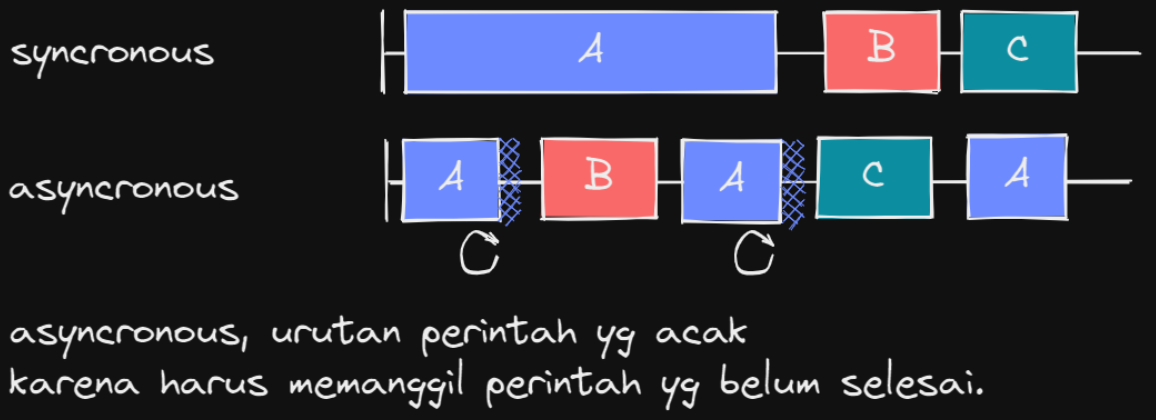 syncronous
A
B
C
asyncronous
A
B
A
C
A
asyncronous, urutan perintah yg acak
karena harus memanggil perintah yg belum selesai.